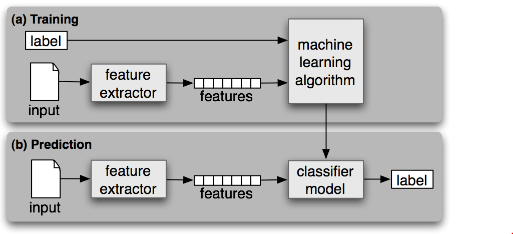 (a) Training
label
machine
learning
algorithm
feature
extractor
features
input
(b) Prediction
feature
extractor
features
classifier
model
label
input